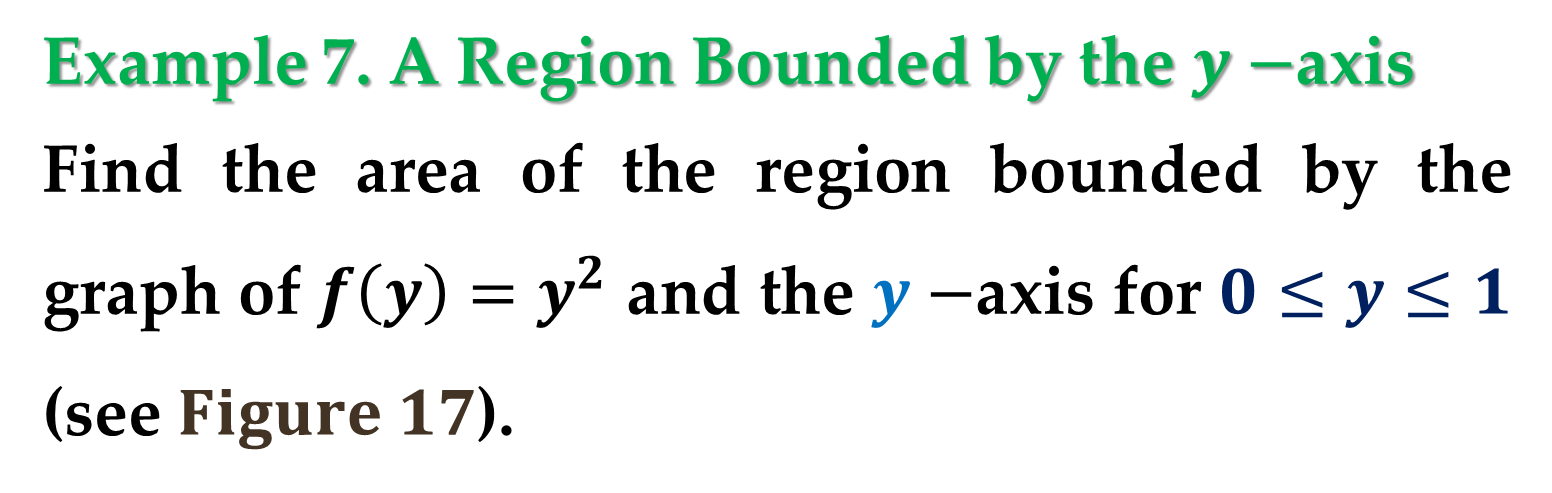 Example 7. A Region Bounded by the y −axis
Find the area of the region bounded by the
graph of f(y) = y² and the y −axis for 0 ≤ y ≤ 1
(see Figure 17).